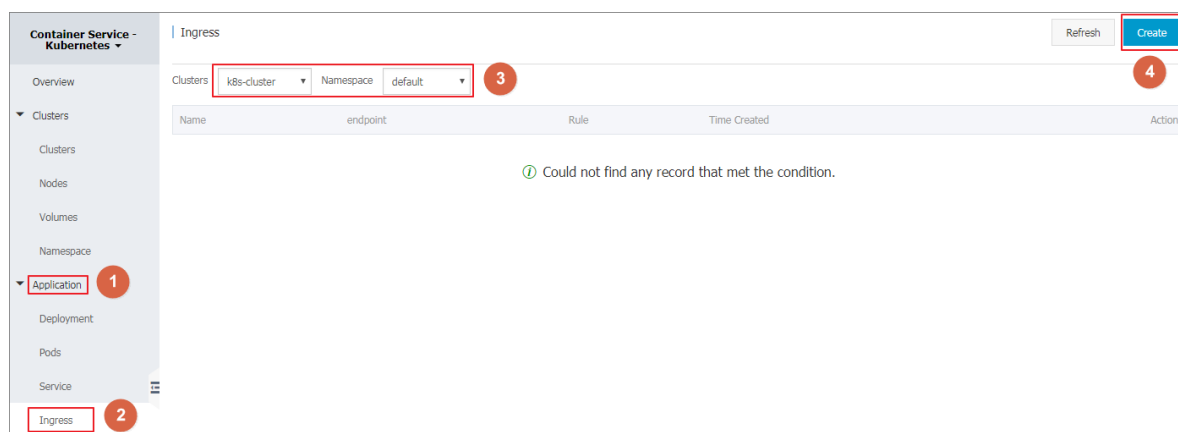 Container Service -
Kubernetes
Overview
Clusters
Clusters
Nodes
Volumes
Namespace
Application
1
Deployment
Pods
Service
Ingress
2
Ingress
Refresh
Create
4
Clusters
k8s-cluster
Namespace
default
3
Name
endpoint
Rule
Time Created
Action
Could not find any record that met the condition.